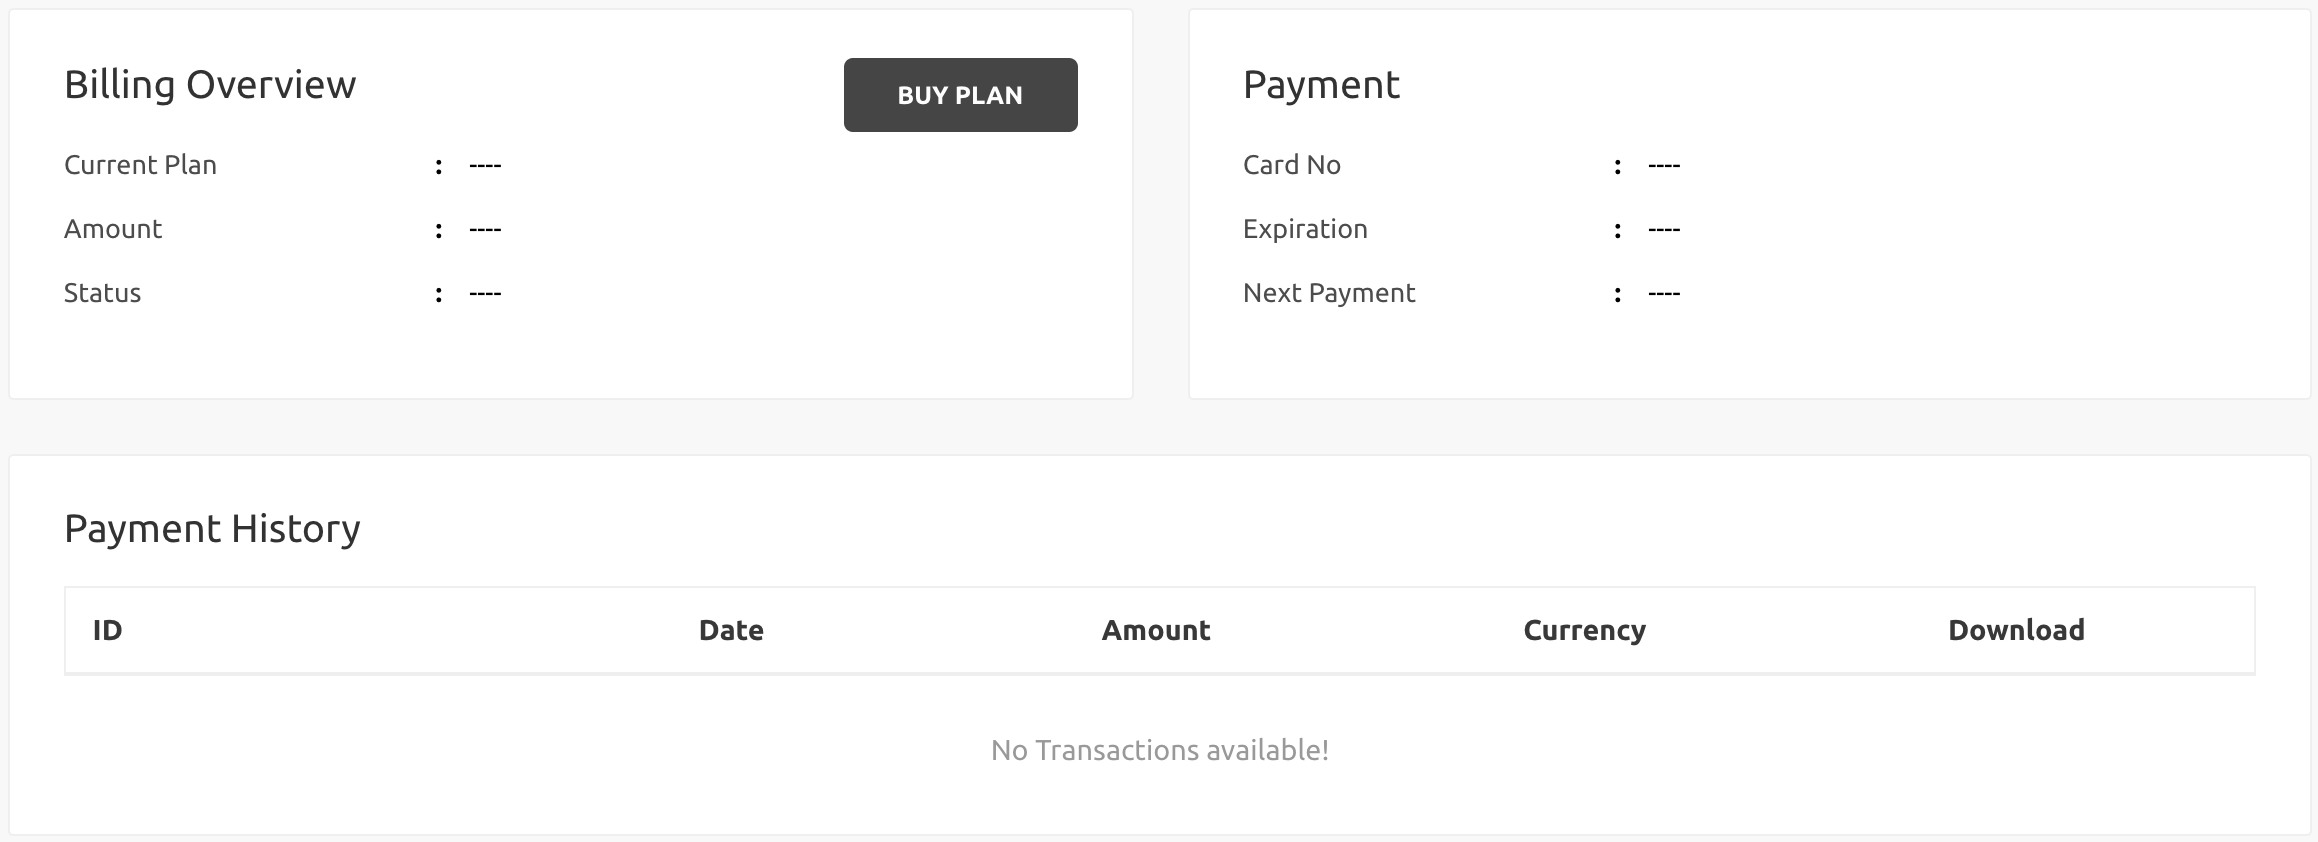 Billing Overview
BUY PLAN
Current Plan : ----
Amount : ----
Status : ----
Payment
Card No : ----
Expiration : ----
Next Payment : ----
Payment History
ID Date Amount Currency Download
No Transactions available!